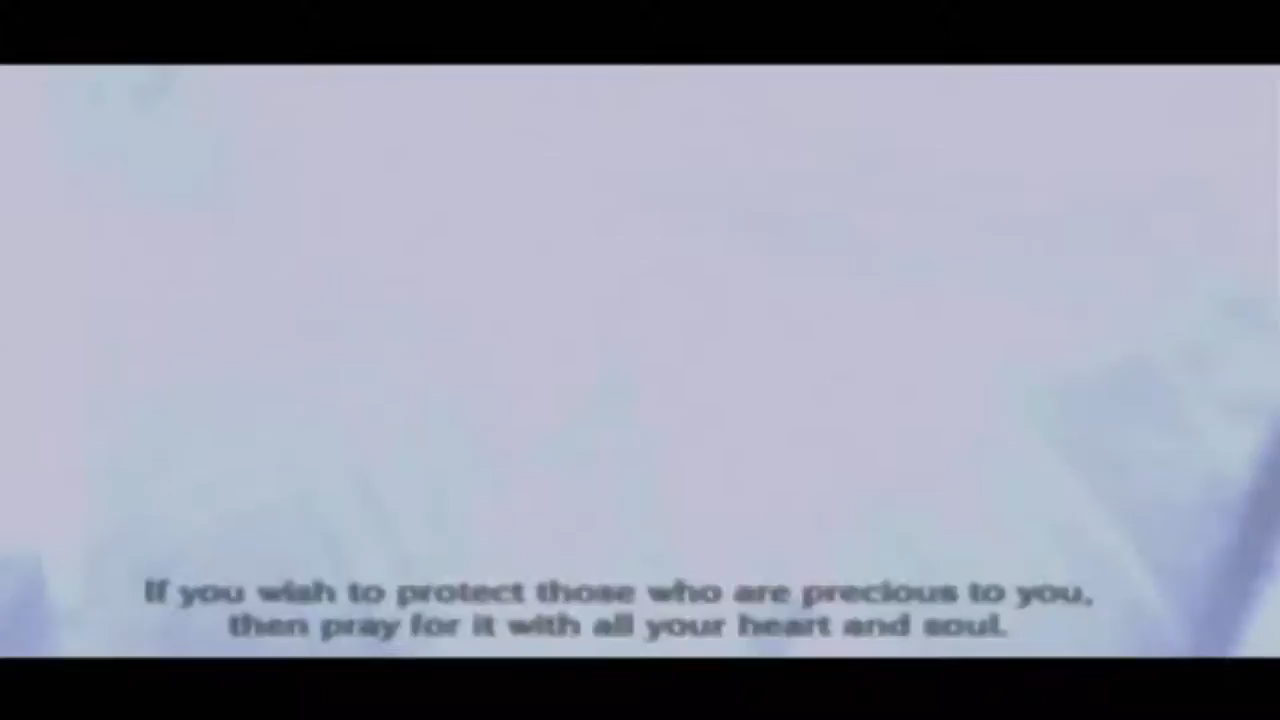 If you wish to protect those who are precious to you,
then pray for it with all your heart and soul.